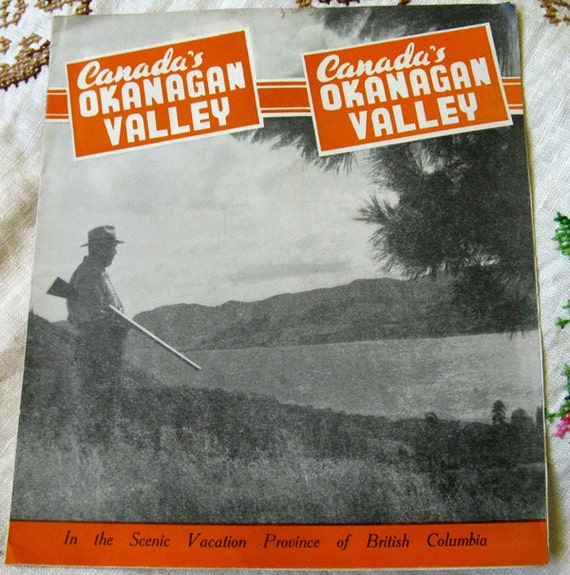 Canada's
OKANAGAN
VALLEY
Canada's
OKANAGAN
VALLEY
In the Scenic Vacation Province of British Columbia